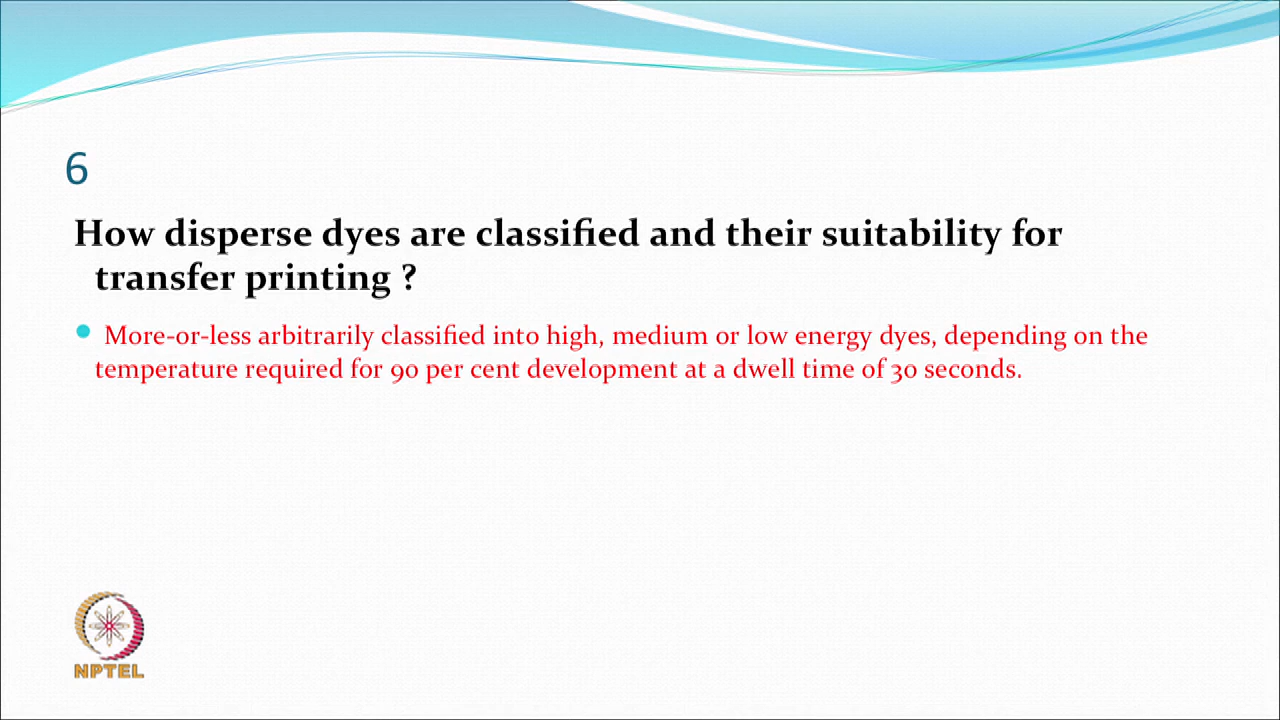 6
How disperse dyes are classified and their suitability for
transfer printing ?
More-or-less arbitrarily classified into high, medium or low energy dyes, depending on the
temperature required for 90 per cent development at a dwell time of 30 seconds.
NPTEL